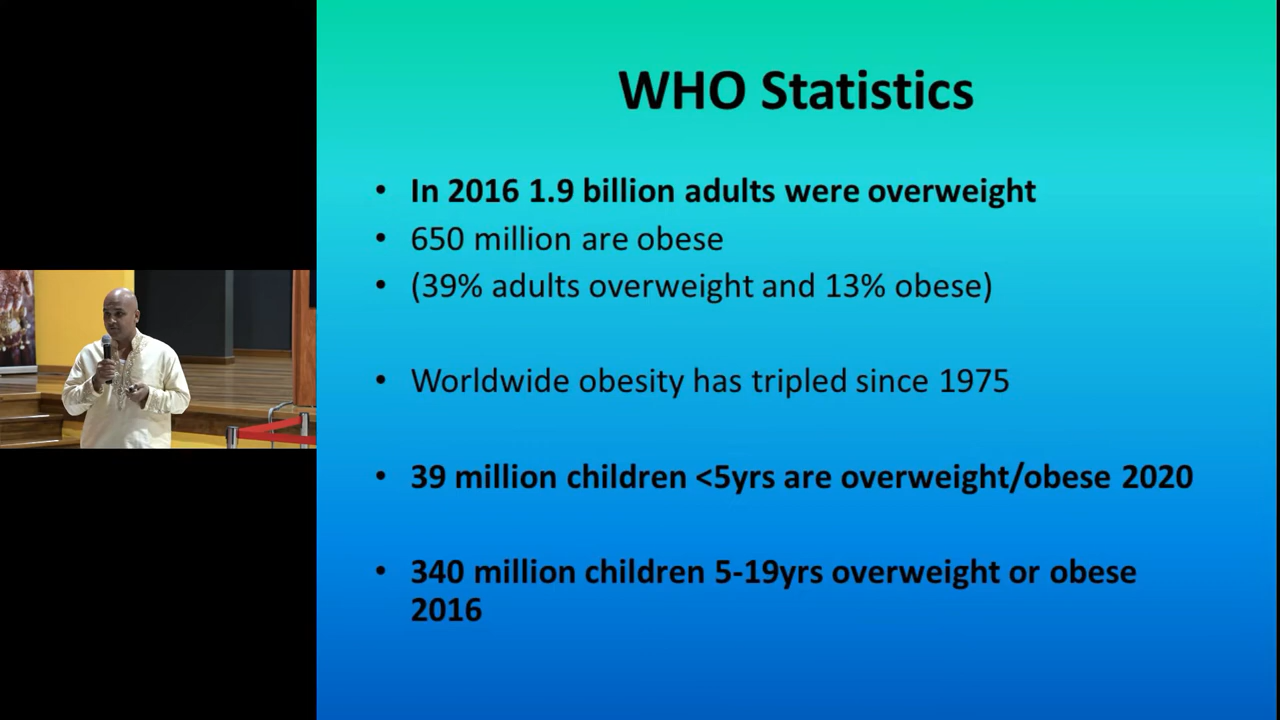 WHO Statistics
• In 2016 1.9 billion adults were overweight
• 650 million are obese
• (39% adults overweight and 13% obese)
• Worldwide obesity has tripled since 1975
• 39 million children <5yrs are overweight/obese 2020
• 340 million children 5-19yrs overweight or obese
2016